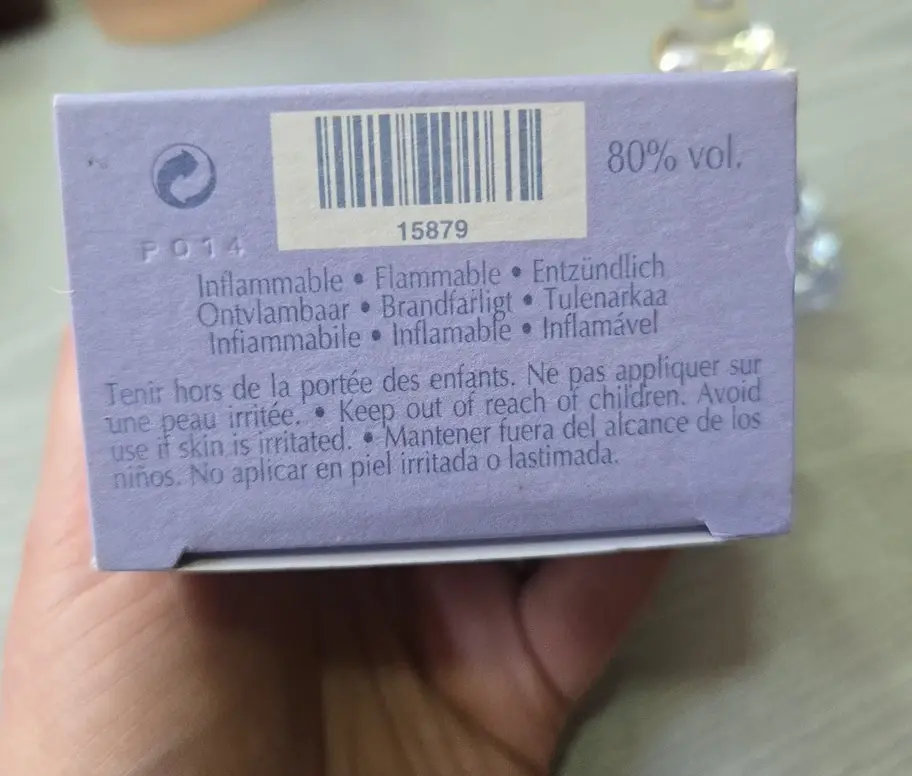 80% vol.
15879
P014
Inflammable • Flammable • Entzündlich
Ontvlambaar • Brandfarligt • Tulenarkaa
Infiammabile • Inflamable • Inflamável
Tenir hors de la portée des enfants. Ne pas appliquer sur
une peau irritée. • Keep out of reach of children. Avoid
use if skin is irritated. • Mantener fuera del alcance de los
niños. No aplicar en piel irritada o lastimada.